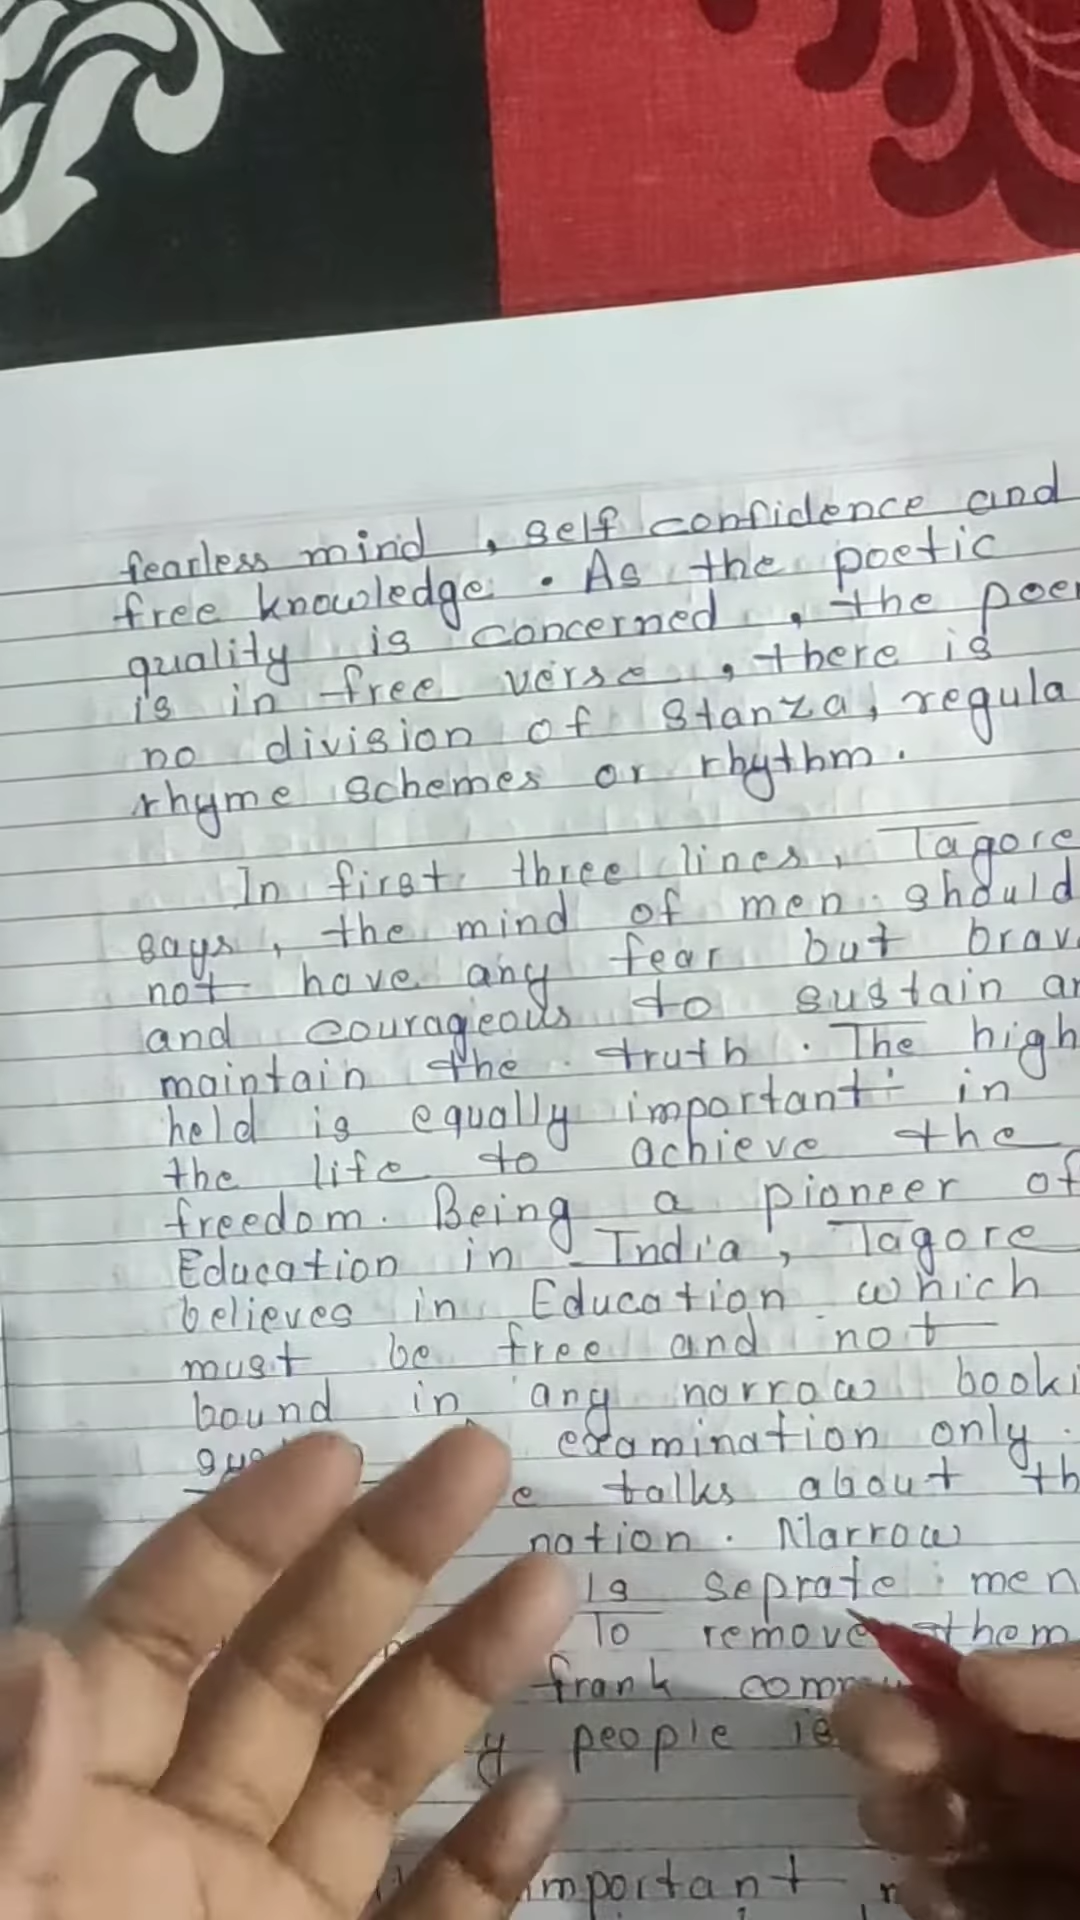 fearless mind, self confidence and
free knowledge. As the poetic
quality is concerned, the
is in free verse, there is
no division of stanza,
rhyme schemes or rhythm.
In first three lines, Tagore
says, the mind of men should
not have any fear but
and courageous to sustain
maintain the truth. The high
held is equally important in
the life to achieve the
freedom. Being a pioneer of
Education in India, Tagore
believes in Education which
must be free and not
bound in any narrow
examination only.
talks about
nation. Narrow
is seprate men
To remove them
frank
people is
important